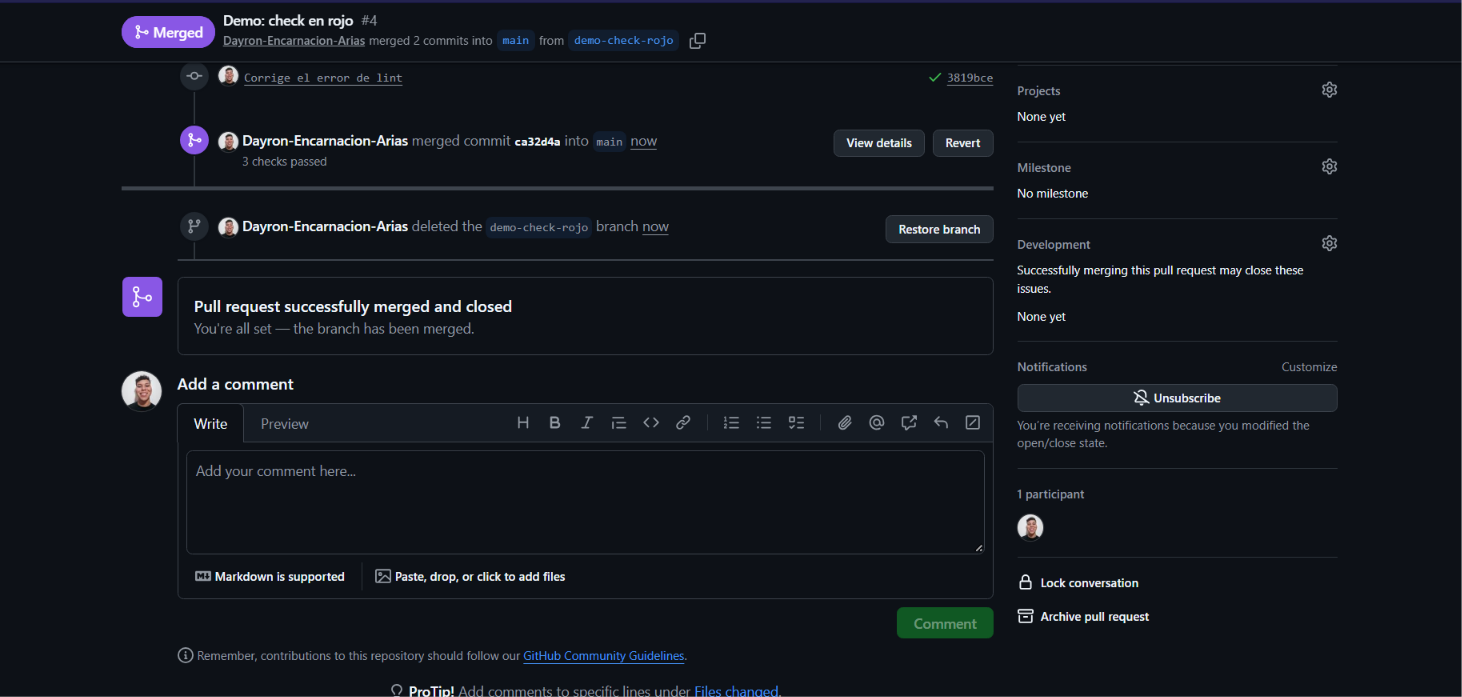 Merged
Demo: check en rojo #4
Dayron-Encarnacion-Arias merged 2 commits into main from demo-check-rojo
Corrige el error de lint 3819bce
Dayron-Encarnacion-Arias merged commit ca32d4a into main now
3 checks passed
View details
Revert
Dayron-Encarnacion-Arias deleted the demo-check-rojo branch now
Restore branch
Pull request successfully merged and closed
You're all set — the branch has been merged.
Add a comment
Write
Preview
Add your comment here...
Markdown is supported
Paste, drop, or click to add files
Comment
Remember, contributions to this repository should follow our GitHub Community Guidelines.
ProTip! Add comments to specific lines under Files changed.
Projects
None yet
Milestone
No milestone
Development
Successfully merging this pull request may close these
issues.
None yet
Notifications
Customize
Unsubscribe
You're receiving notifications because you modified the
open/close state.
1 participant
Lock conversation
Archive pull request